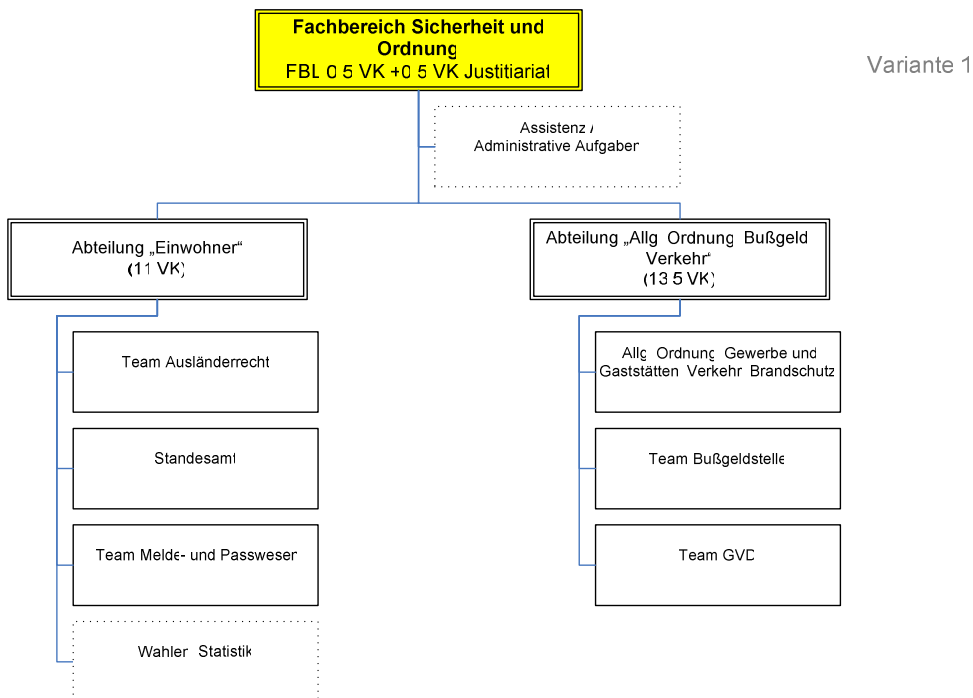 Fachbereich Sicherheit und
Ordnung
FBL 0 5 VK +0 5 VK Justitiariat
Variante 1
Assistenz /
Administrative Aufgaben
Abteilung „Einwohner“
(11 VK)
Abteilung „Allg Ordnung Bußgeld
Verkehr“
(13 5 VK)
Team Ausländerrecht
Allg Ordnung Gewerbe und
Gaststätten Verkehr Brandschutz
Standesamt
Team Bußgeldstelle
Team Melde- und Passwesen
Team GVD
Wahlen Statistik